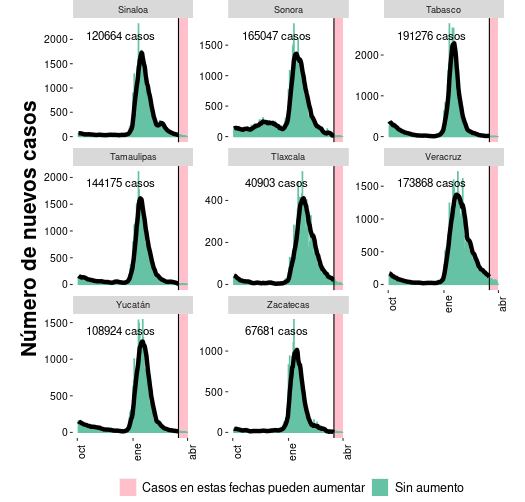 Sinaloa Sonora Tabasco
120664 casos 165047 casos 191276 casos
2000 1500 1000 500 0
1500 1000 500 0
2000 1000 0
Tamaulipas Tlaxcala Veracruz
144175 casos 40903 casos 173868 casos
2000 1500 1000 500 0
400 200 0
1500 1000 500 0
Yucatán Zacatecas
108924 casos 67681 casos
1500 1000 500 0
1000 500 0
oct ene abr
oct ene abr
oct ene abr
Número de nuevos casos
Casos en estas fechas pueden aumentar Sin aumento